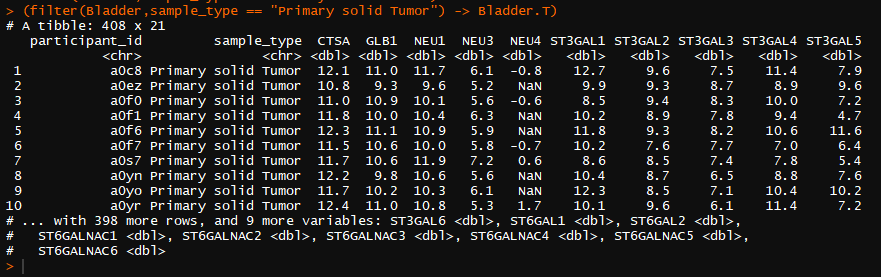 > (filter(Bladder,sample_type == "Primary solid Tumor") -> Bladder.T)
# A tibble: 408 x 21
   participant_id         sample_type  CTSA  GLB1  NEU1  NEU3  NEU4 ST3GAL1 ST3GAL2 ST3GAL3 ST3GAL4 ST3GAL5
            <chr>               <chr> <dbl> <dbl> <dbl> <dbl> <dbl>   <dbl>   <dbl>   <dbl>   <dbl>   <dbl>
 1           a0c8 Primary solid Tumor  12.1  11.0  11.7   6.1  -0.8    12.7     9.6     7.5    11.4     7.9
 2           a0ez Primary solid Tumor  10.8   9.3   9.6   5.2   NaN     9.9     9.3     8.7     8.9     9.6
 3           a0f0 Primary solid Tumor  11.0  10.9  10.1   5.6  -0.6     8.5     9.4     8.3    10.0     7.2
 4           a0f1 Primary solid Tumor  11.8  10.0  10.4   6.3   NaN    10.2     8.9     7.8     9.4     4.7
 5           a0f6 Primary solid Tumor  12.3  11.1  10.9   5.9   NaN    11.8     9.3     8.2    10.6    11.6
 6           a0f7 Primary solid Tumor  11.5  10.6  10.0   5.8  -0.7    10.2     7.6     7.7     7.0     6.4
 7           a0s7 Primary solid Tumor  11.7  10.6  11.9   7.2   0.6     8.6     8.5     7.4     7.8     5.4
 8           a0yn Primary solid Tumor  12.2   9.8  10.6   5.6   NaN    10.4     8.7     6.5     8.8     7.6
 9           a0yo Primary solid Tumor  11.7  10.2  10.3   6.1   NaN    12.3     8.5     7.1    10.4    10.2
10           a0yr Primary solid Tumor  12.4  11.0  10.8   5.3   1.7    10.1     9.6     6.1    11.4     7.2
# ... with 398 more rows, and 9 more variables: ST3GAL6 <dbl>, ST6GAL1 <dbl>, ST6GAL2 <dbl>,
#   ST6GALNAC1 <dbl>, ST6GALNAC2 <dbl>, ST6GALNAC3 <dbl>, ST6GALNAC4 <dbl>, ST6GALNAC5 <dbl>,
#   ST6GALNAC6 <dbl>
>